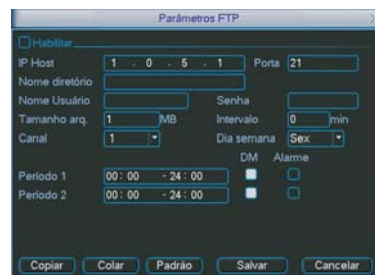 Parâmetros FTP
Habilitar
IP Host 1 . 0 . 5 . 1 Porta 21
Nome diretório
Nome Usuário Senha
Tamanho arq. 1 MB Intervalo 0 min
Canal 1 Dia semana Sex
DM Alarme
Período 1 00 : 00 - 24 : 00
Período 2 00 : 00 - 24 : 00
Copiar Colar Padrão Salvar Cancelar